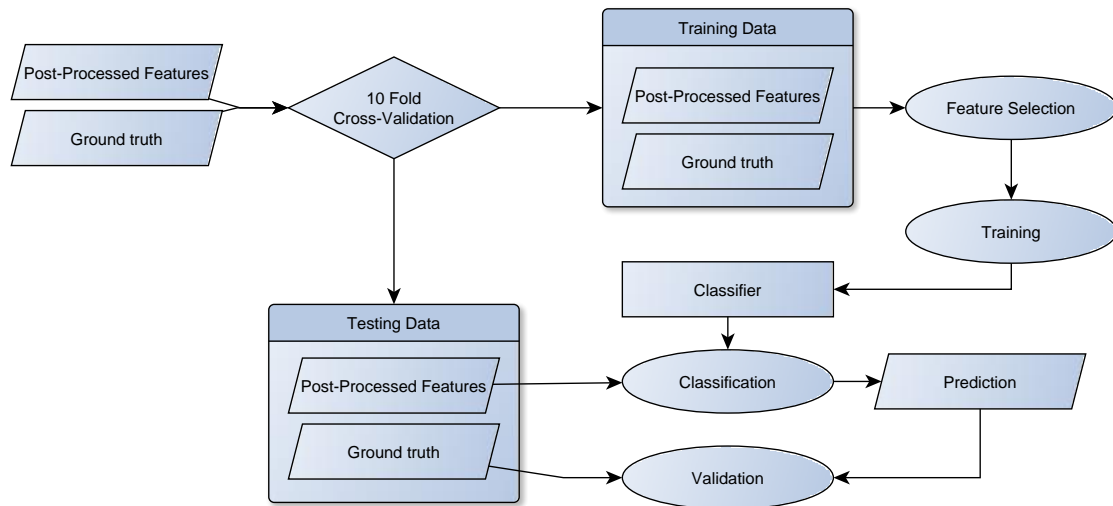 Post-Processed Features
Ground truth
10 Fold
Cross-Validation
Training Data
Post-Processed Features
Ground truth
Feature Selection
Training
Classifier
Testing Data
Post-Processed Features
Ground truth
Classification
Prediction
Validation